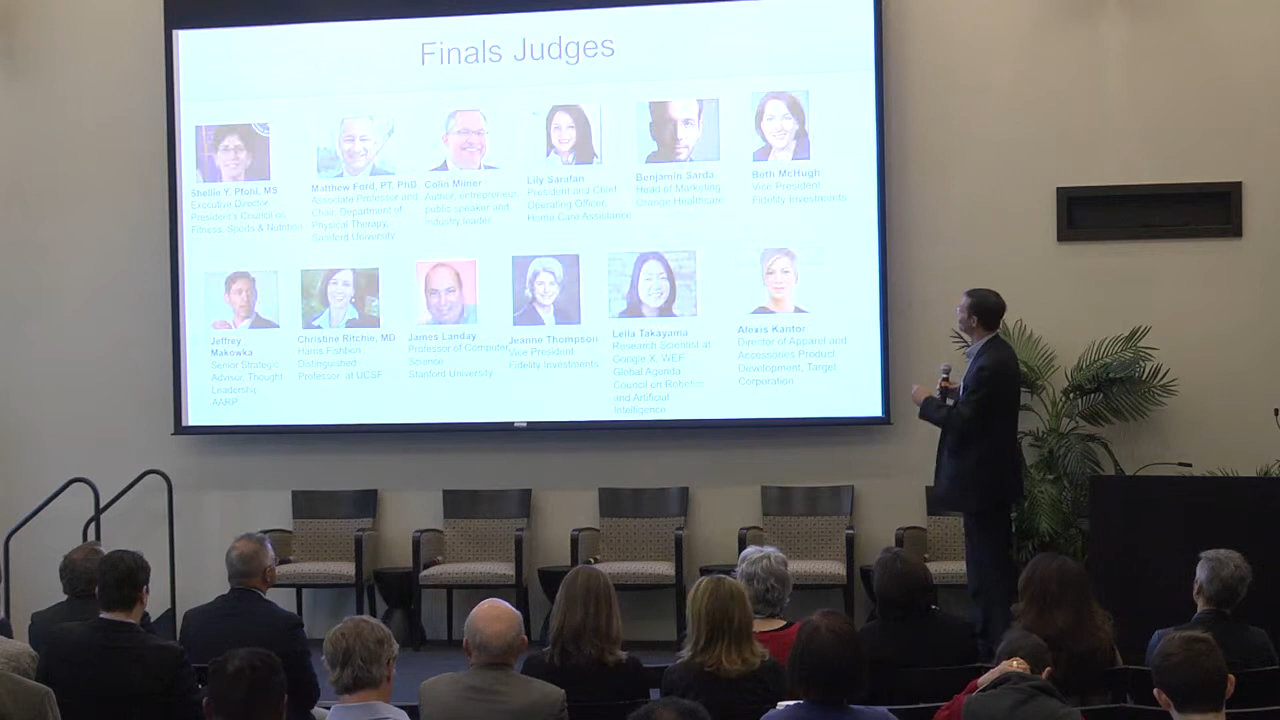 Finals Judges
Shellie Y. Pfohl, MS
Executive Director,
President's Council on
Fitness, Sports & Nutrition
Matthew Ford, PT, PhD
Associate Professor and
Chair, Department of
Physical Therapy,
Samford University
Colin Milner
Author, entrepreneur,
public speaker and
industry leader
Lily Sarafan
President and Chief
Operating Officer,
Home Care Assistance
Benjamin Sarda
Head of Marketing
Orange Healthcare
Beth McHugh
Vice President
Fidelity Investments
Jeffrey
Makowka
Senior Strategic
Advisor, Thought
Leadership
AARP
Christine Ritchie, MD
Harris Fishbon
Distinguished
Professor at UCSF
James Landay
Professor of Computer
Science
Stanford University
Jeanne Thompson
Vice President
Fidelity Investments
Leila Takayama
Research Scientist at
Google X, WEF
Global Agenda
Council on Robotics
and Artificial
Intelligence
Alexis Kantor
Director of Apparel and
Accessories Product
Development, Target
Corporation